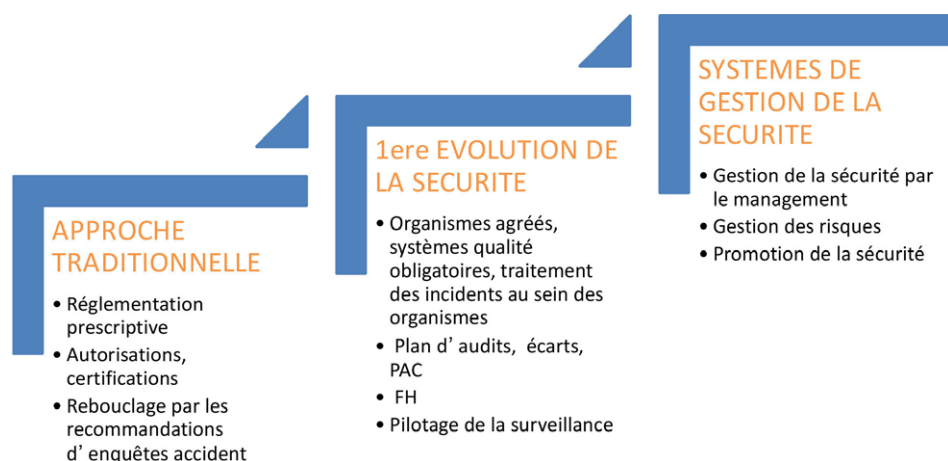 APPROCHE
TRADITIONNELLE
• Réglementation
prescriptive
• Autorisations,
certifications
• Rebouclage par les
recommandations
d’ enquêtes accident
1ere EVOLUTION DE
LA SECURITE
• Organismes agréés,
systèmes qualité
obligatoires, traitement
des incidents au sein des
organismes
• Plan d’ audits, écarts,
PAC
• FH
• Pilotage de la surveillance
SYSTEMES DE
GESTION DE LA
SECURITE
• Gestion de la sécurité par
le management
• Gestion des risques
• Promotion de la sécurité